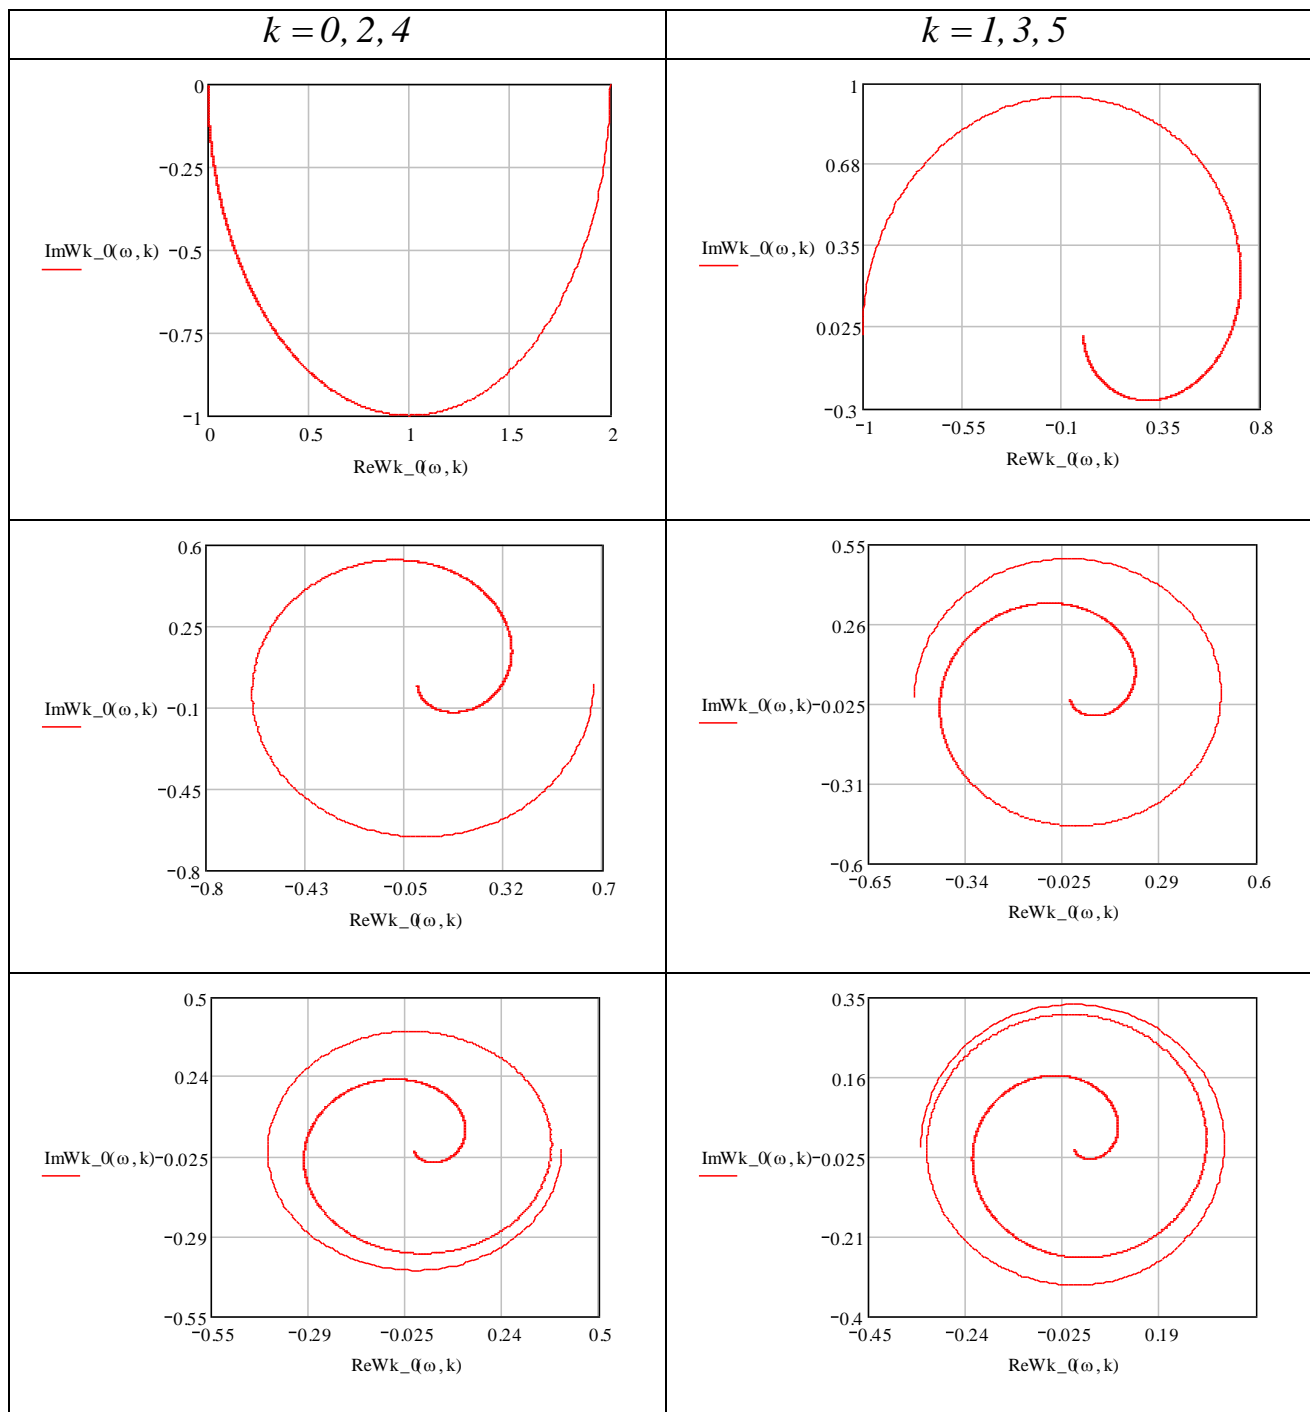 k = 0, 2, 4
k = 1, 3, 5
0
−0.25
ImWk_0(ω,k) −0.5
−0.75
−1
0 0.5 1 1.5 2
ReWk_0(ω,k)
1
0.68
ImWk_0(ω,k) 0.35
0.025
−0.3
−1 −0.55 −0.1 0.35 0.8
ReWk_0(ω,k)
0.6
0.25
ImWk_0(ω,k) −0.1
−0.45
−0.8
−0.8 −0.43 −0.05 0.32 0.7
ReWk_0(ω,k)
0.55
0.26
ImWk_0(ω,k) −0.025
−0.31
−0.6
−0.65 −0.34 −0.025 0.29 0.6
ReWk_0(ω,k)
0.5
0.24
ImWk_0(ω,k) −0.025
−0.29
−0.55
−0.55 −0.29 −0.025 0.24 0.5
ReWk_0(ω,k)
0.35
0.16
ImWk_0(ω,k) −0.025
−0.21
−0.4
−0.45 −0.24 −0.025 0.19
ReWk_0(ω,k)